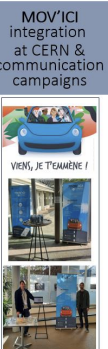 MOV'ICI
integration
at CERN &
communication
campaigns
VIENS, JE T'EMMÈNE !